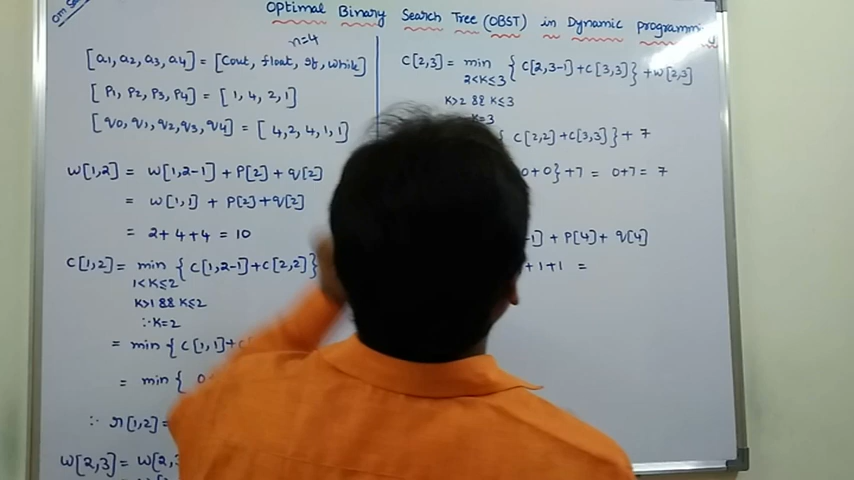 Om Sai
Optimal Binary Search Tree (OBST) in Dynamic programming
n=4
[a1, a2, a3, a4] = [Cout, float, if, while]
[P1, P2, P3, P4] = [1, 4, 2, 1]
[q0, q1, q2, q3, q4] = [4, 2, 4, 1, 1]
W[1,2] = W[1,2-1] + P[2] + q[2]
= W[1,1] + P[2]+q[2]
= 2+4+4 = 10
C[1,2] = min {C[1,2-1]+C[2,2]}
1<K≤2
K>1 && K≤2
∴K=2
= min { C[1,1]+
= min {
∴ r[1,2]=
W[2,3] = W[2,
C[2,3] = min {C[2,3-1]+C[3,3]} + W[2,3]
2<K≤3
K>2 && K≤3
K=3
C[2,2]+C[3,3]} + 7
0+0}+7 = 0+7 = 7
-1] + P[4] + q[4]
+1+1 =